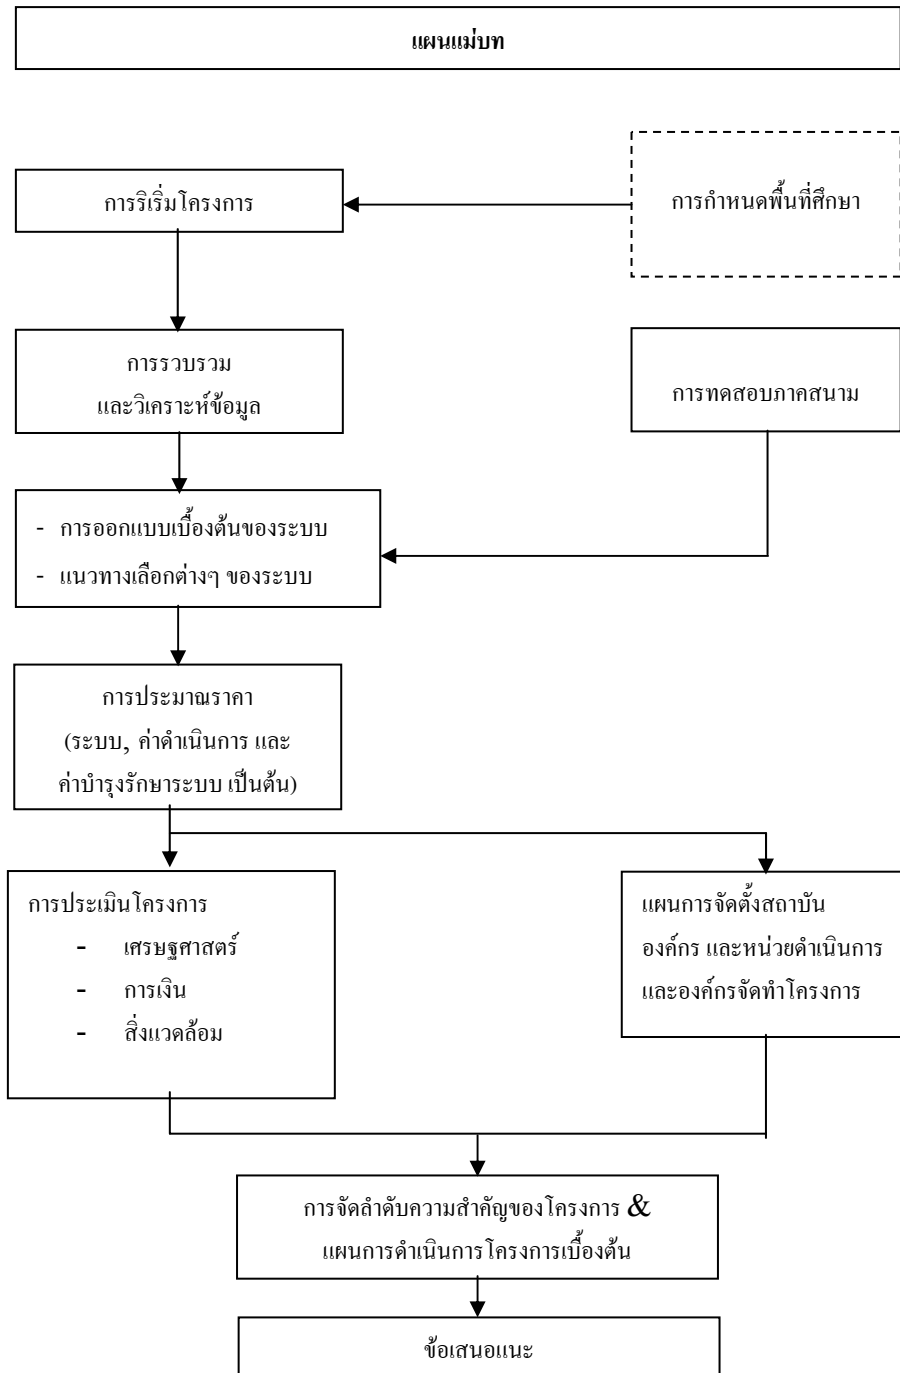 แผนแม่บท
การริเริ่มโครงการ
การกำหนดพื้นที่ศึกษา
การรวบรวม
และวิเคราะห์ข้อมูล
การทดสอบภาคสนาม
- การออกแบบเบื้องต้นของระบบ
- แนวทางเลือกต่างๆ ของระบบ
การประมาณราคา
(ระบบ, ค่าดำเนินการ และ
ค่าบำรุงรักษาระบบ เป็นต้น)
การประเมินโครงการ
- เศรษฐศาสตร์
- การเงิน
- สิ่งแวดล้อม
แผนการจัดตั้งสถาบัน
องค์กร และหน่วยดำเนินการ
และองค์กรจัดทำโครงการ
การจัดลำดับความสำคัญของโครงการ &
แผนการดำเนินการโครงการเบื้องต้น
ข้อเสนอแนะ